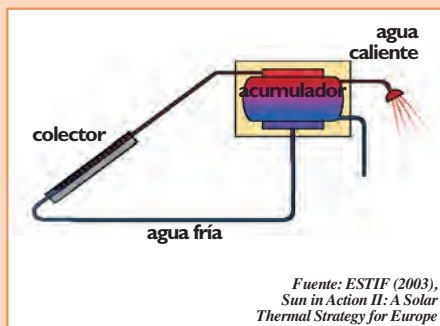 agua
caliente
acumulador
colector
agua fría
Fuente: ESTIF (2003),
Sun in Action II: A Solar
Thermal Strategy for Europe